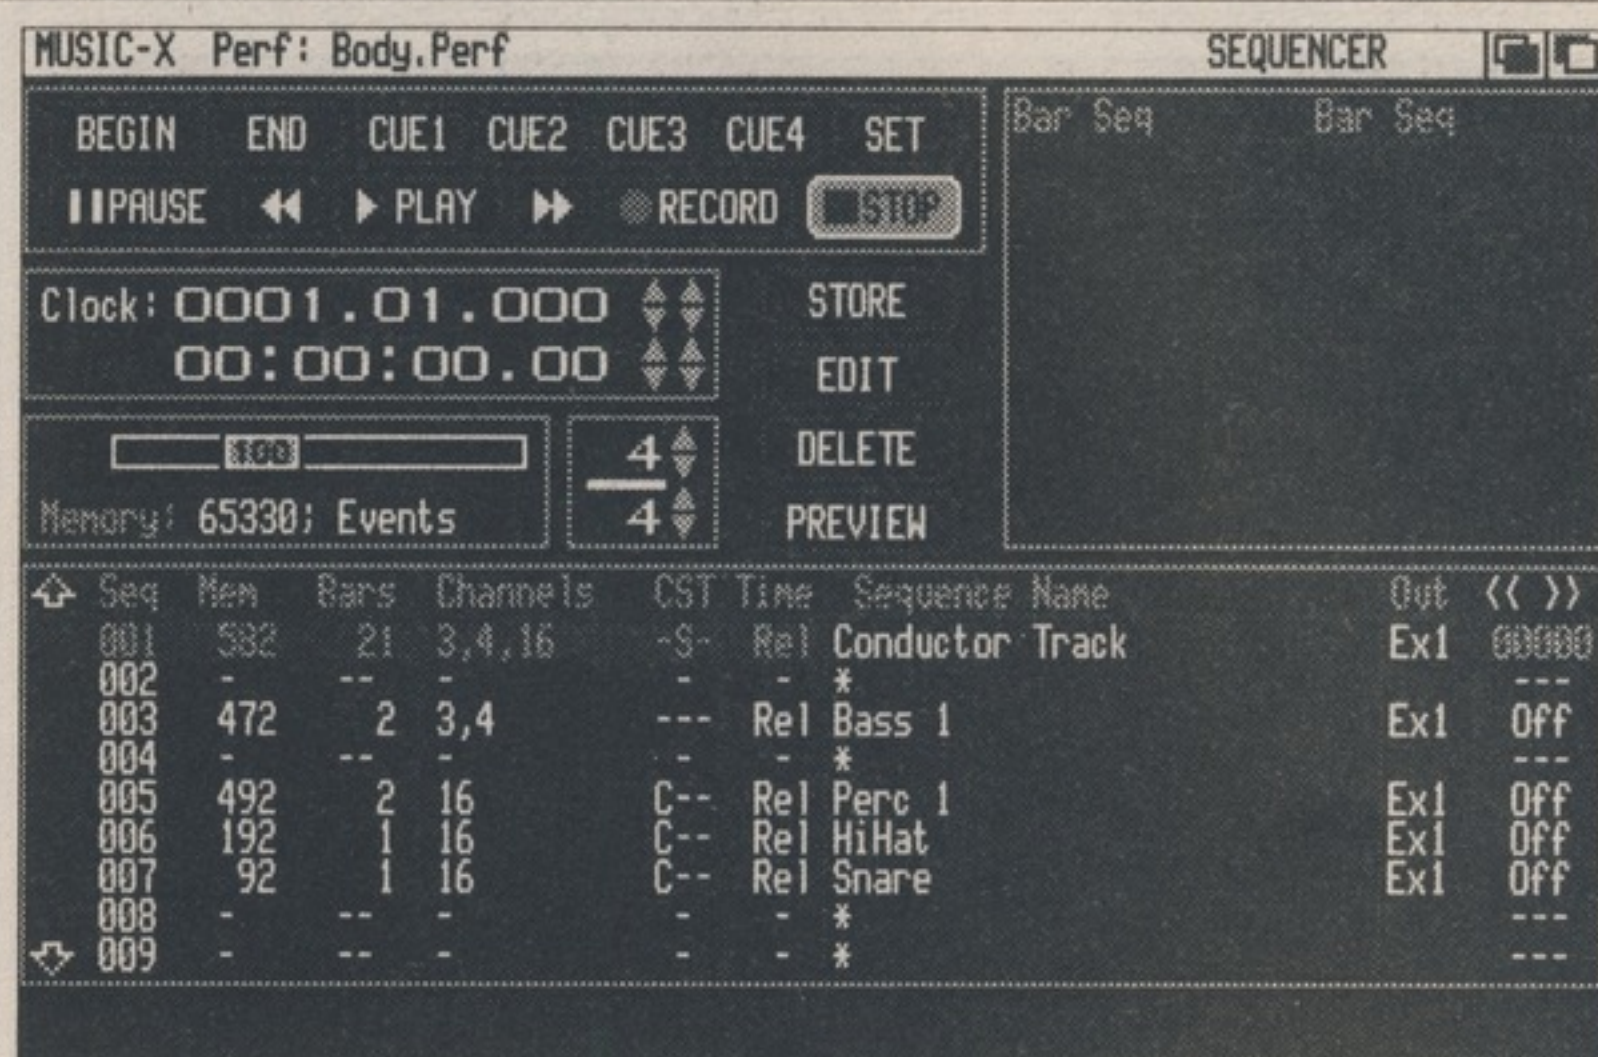 MUSIC-X Perf: Body.Perf SEQUENCER
BEGIN END CUE1 CUE2 CUE3 CUE4 SET
PAUSE PLAY RECORD STOP
Bar Seq Bar Seq
Clock: 0001.01.000
00:00:00.00
STORE
EDIT
DELETE
PREVIEW
100
Memory: 65330; Events
4
4
Seq Mem Bars Channels CST Time Sequence Name Out << >>
001 582 21 3,4,16 -S- Rel Conductor Track Ex1 00000
002 - -- - - - * ---
003 472 2 3,4 --- Rel Bass 1 Ex1 Off
004 - -- - - - * ---
005 492 2 16 C-- Rel Perc 1 Ex1 Off
006 192 1 16 C-- Rel HiHat Ex1 Off
007 92 1 16 C-- Rel Snare Ex1 Off
008 - -- - - - * ---
009 - -- - - - * ---